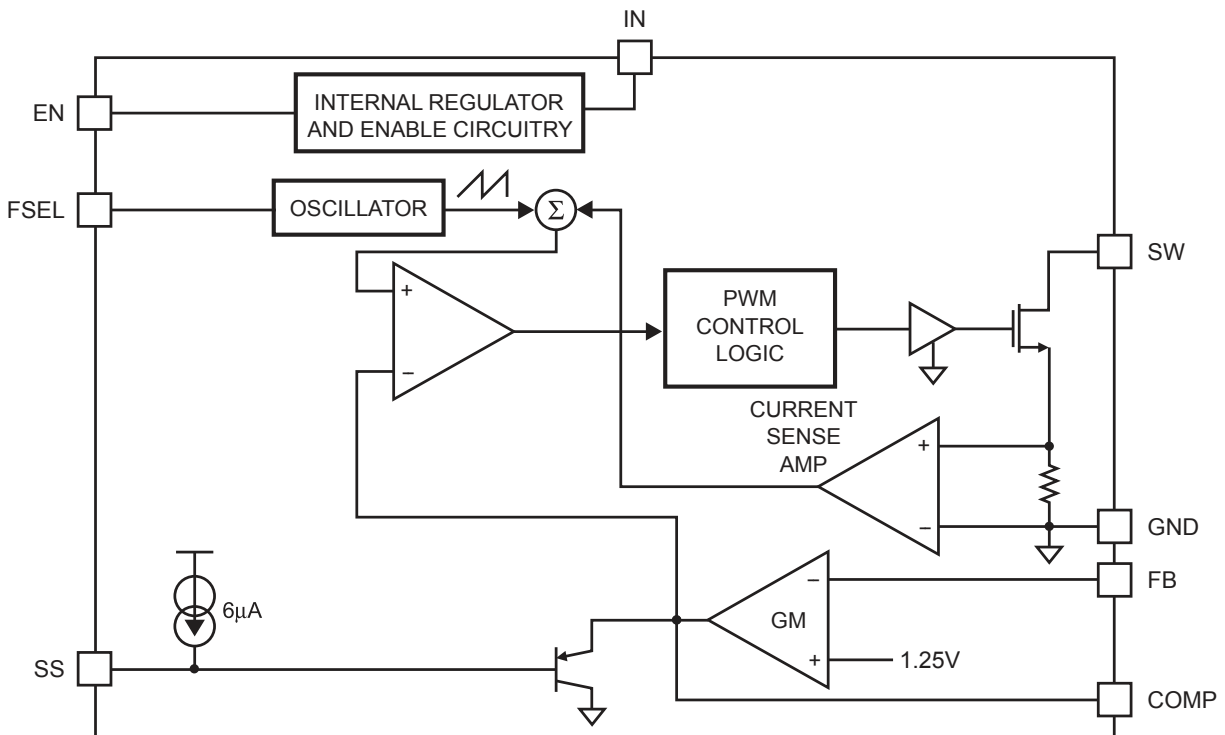 IN
EN
INTERNAL REGULATOR
AND ENABLE CIRCUITRY
FSEL
OSCILLATOR
Σ
SW
+
−
PWM
CONTROL
LOGIC
CURRENT
SENSE
AMP
+
−
GND
FB
−
GM
+
1.25V
6μA
SS
COMP